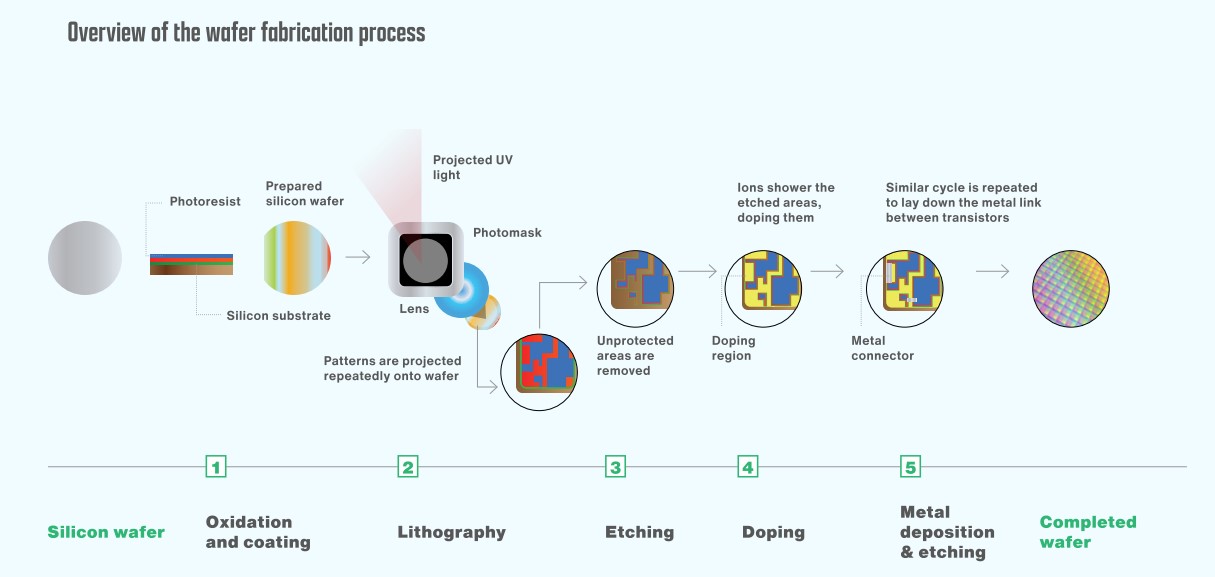 Overview of the wafer fabrication process
Projected UV
light
Photoresist
Prepared
silicon wafer
Ions shower the
etched areas,
doping them
Similar cycle is repeated
to lay down the metal link
between transistors
Photomask
Lens
Silicon substrate
Patterns are projected
repeatedly onto wafer
Unprotected
areas are
removed
Doping
region
Metal
connector
1
2
3
4
5
Silicon wafer
Oxidation
and coating
Lithography
Etching
Doping
Metal
deposition
& etching
Completed
wafer